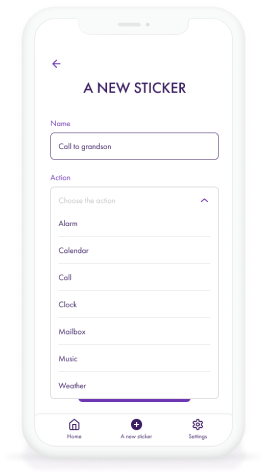 A NEW STICKER
Name
Call to grandson
Action
Choose the action
Alarm
Calendar
Call
Clock
Mailbox
Music
Weather
Home
A new sticker
Settings